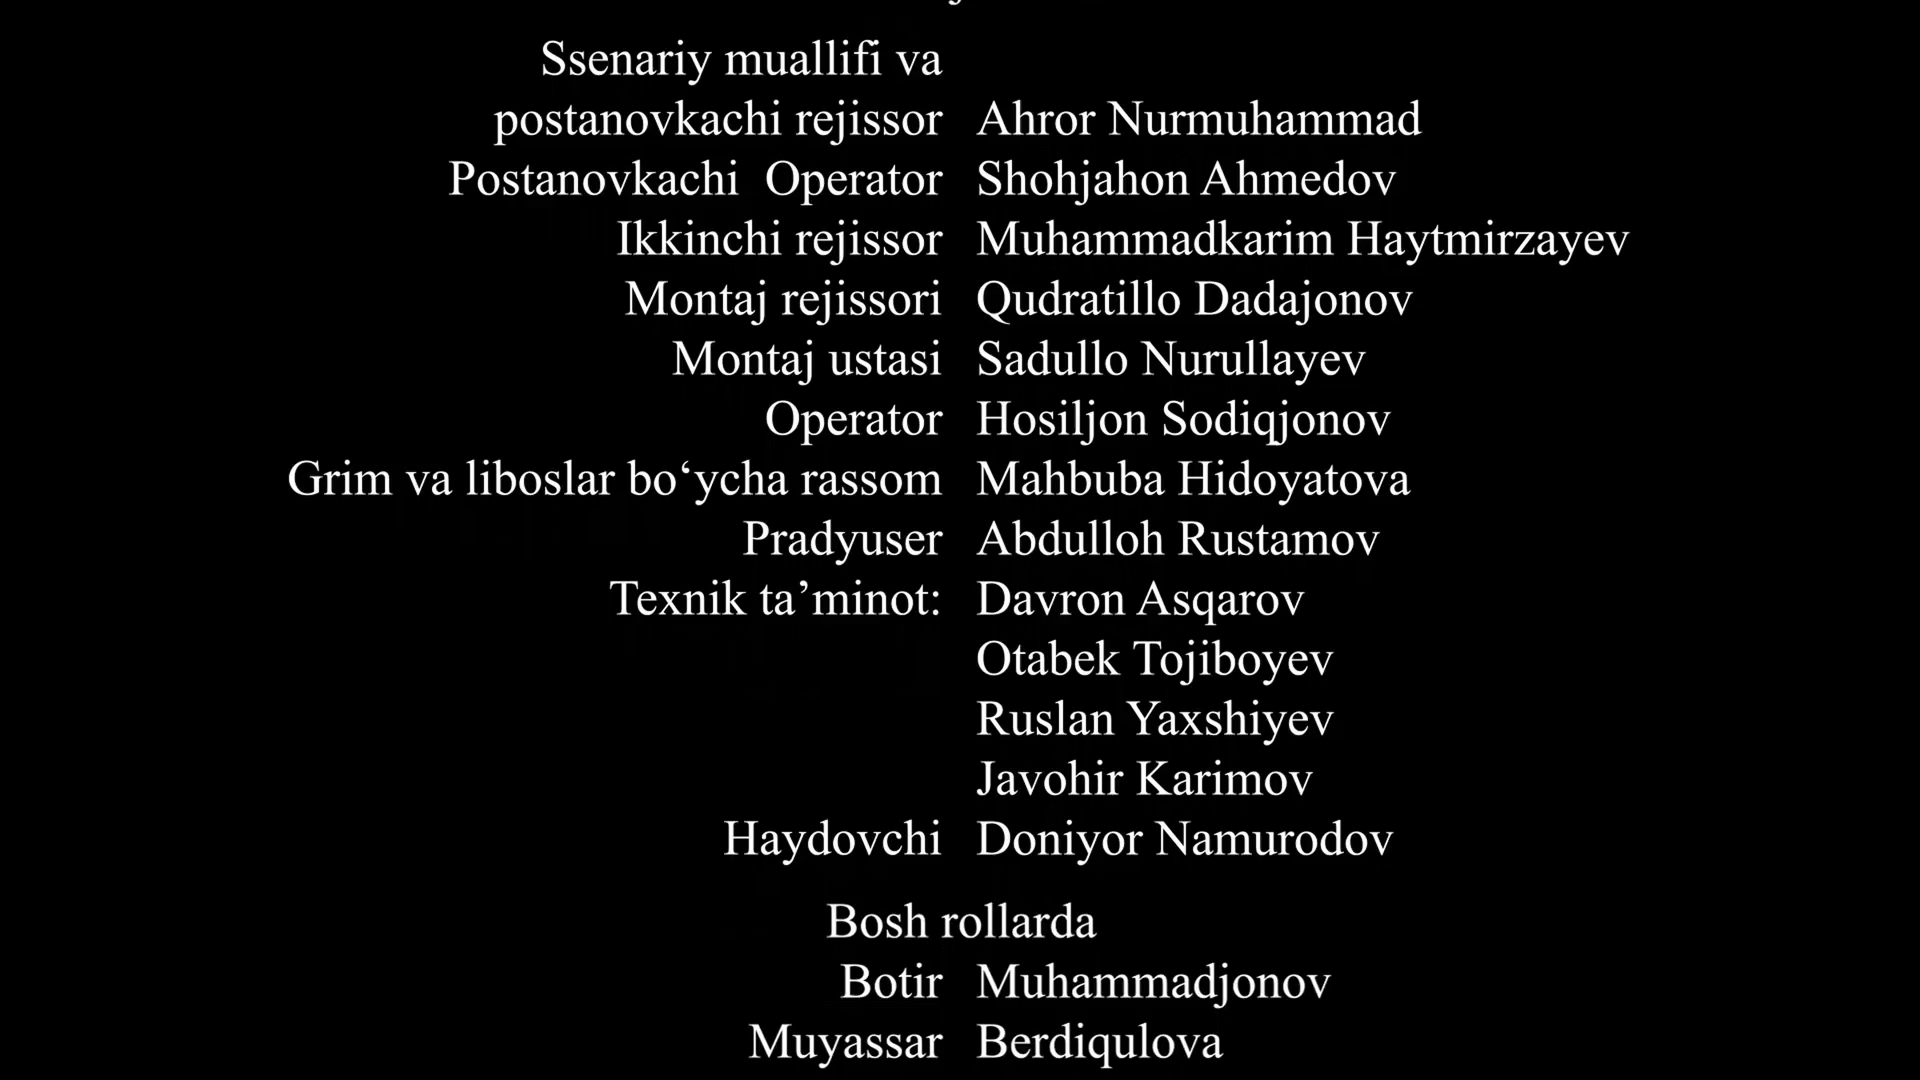 Ssenariy muallifi va
postanovkachi rejissor Ahror Nurmuhammad
Postanovkachi Operator Shohjahon Ahmedov
Ikkinchi rejissor Muhammadkarim Haytmirzayev
Montaj rejissori Qudratillo Dadajonov
Montaj ustasi Sadullo Nurullayev
Operator Hosiljon Sodiqjonov
Grim va liboslar bo‘ycha rassom Mahbuba Hidoyatova
Pradyuser Abdulloh Rustamov
Texnik ta’minot: Davron Asqarov
Otabek Tojiboyev
Ruslan Yaxshiyev
Javohir Karimov
Haydovchi Doniyor Namurodov
Bosh rollarda
Botir Muhammadjonov
Muyassar Berdiqulova